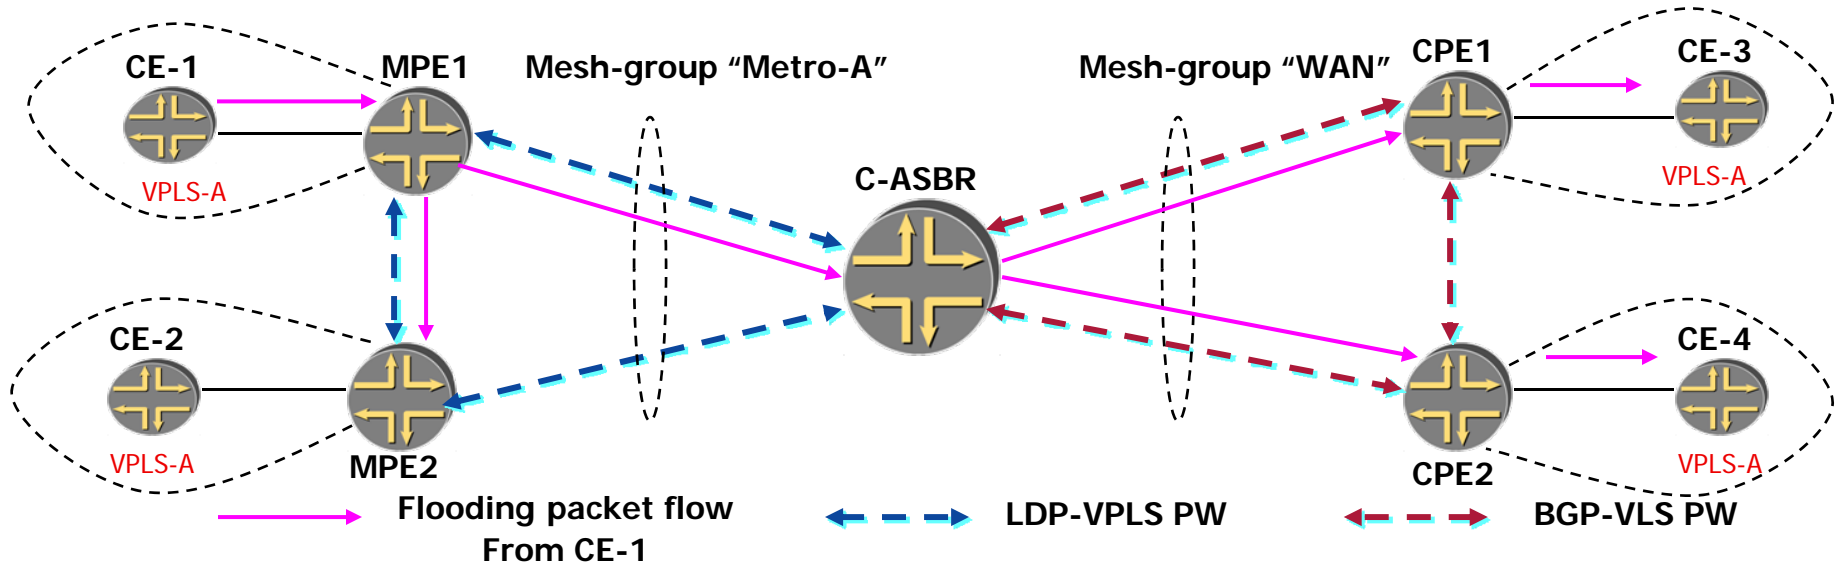 CE-1
MPE1
Mesh-group “Metro-A”
Mesh-group “WAN”
CPE1
CE-3
VPLS-A
C-ASBR
VPLS-A
CE-2
CE-4
VPLS-A
MPE2
CPE2
VPLS-A
Flooding packet flow
From CE-1
LDP-VPLS PW
BGP-VLS PW